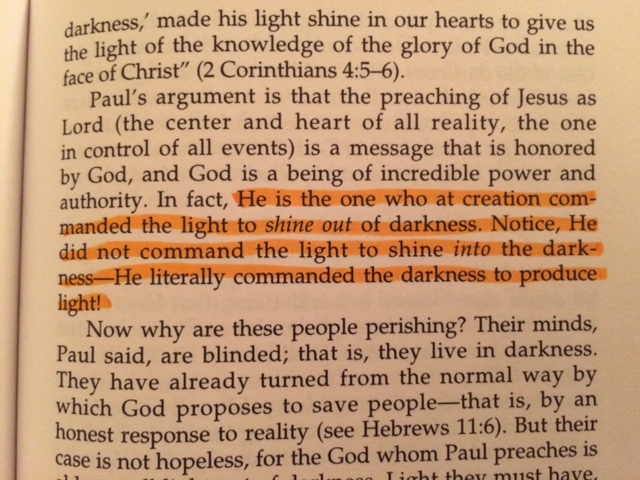 darkness,’ made his light shine in our hearts to give us
the light of the knowledge of the glory of God in the
face of Christ” (2 Corinthians 4:5–6).
Paul’s argument is that the preaching of Jesus as
Lord (the center and heart of all reality, the one
in control of all events) is a message that is honored
by God, and God is a being of incredible power and
authority. In fact, He is the one who at creation com-
manded the light to shine out of darkness. Notice, He
did not command the light to shine into the dark-
ness—He literally commanded the darkness to produce
light!
Now why are these people perishing? Their minds,
Paul said, are blinded; that is, they live in darkness.
They have already turned from the normal way by
which God proposes to save people—that is, by an
honest response to reality (see Hebrews 11:6). But their
case is not hopeless, for the God whom Paul preaches is
of darkness. Light they must have,